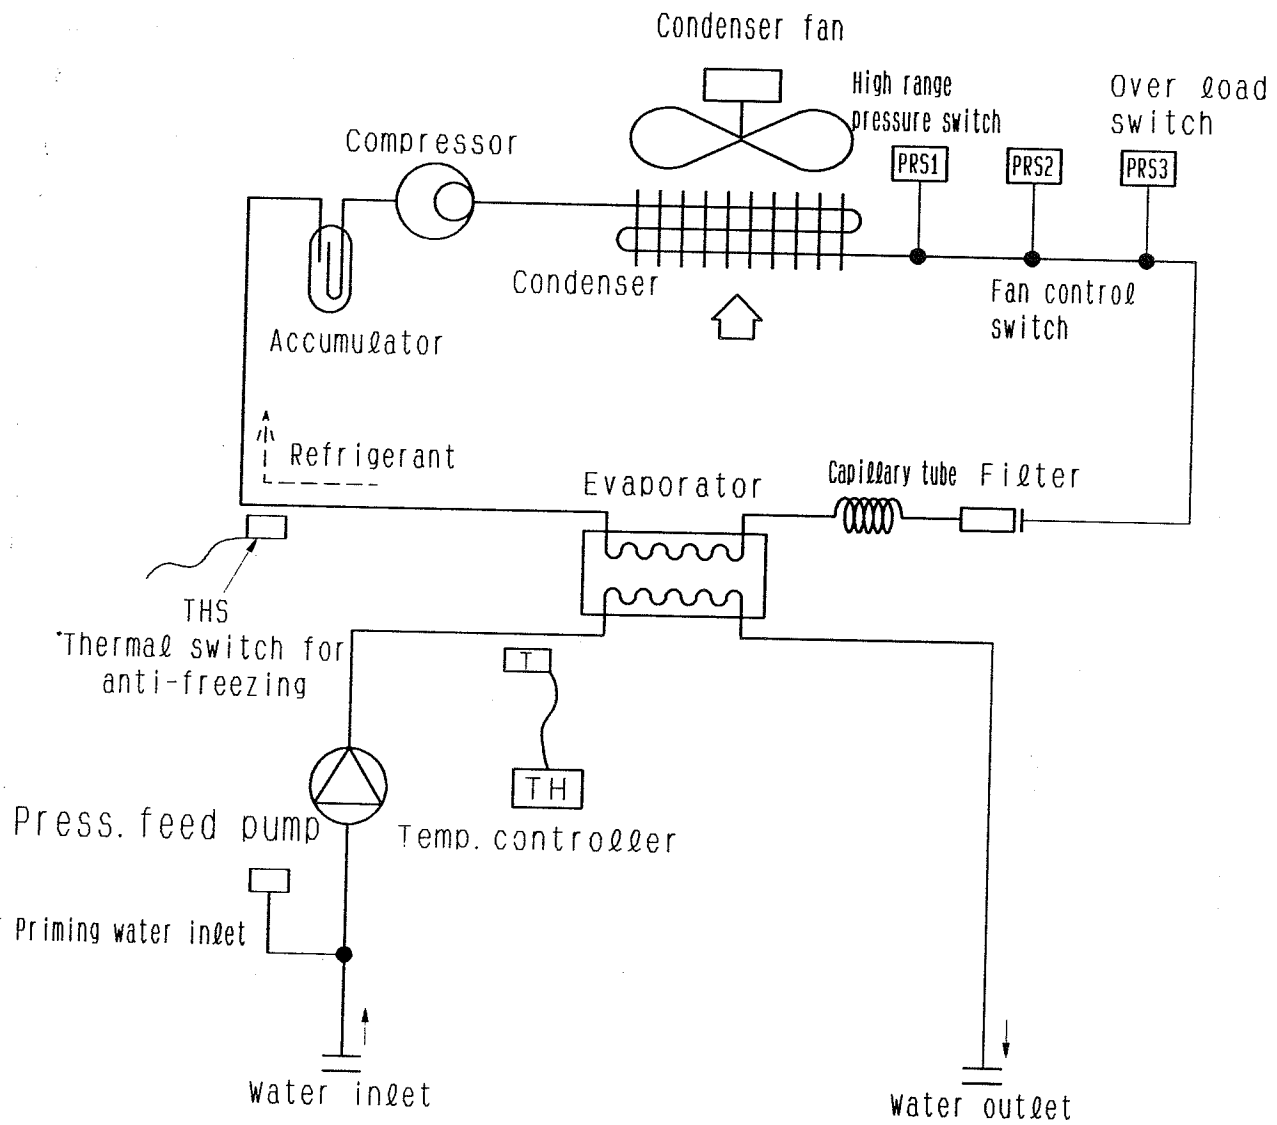 Condenser fan
High range
pressure switch
Over load
switch
Compressor
PRS1
PRS2
PRS3
Condenser
Fan control
switch
Accumulator
Refrigerant
Evaporator
Capillary tube
Filter
THS
Thermal switch for
anti-freezing
T
TH
Press. feed pump
Temp. controller
Priming water inlet
Water inlet
Water outlet